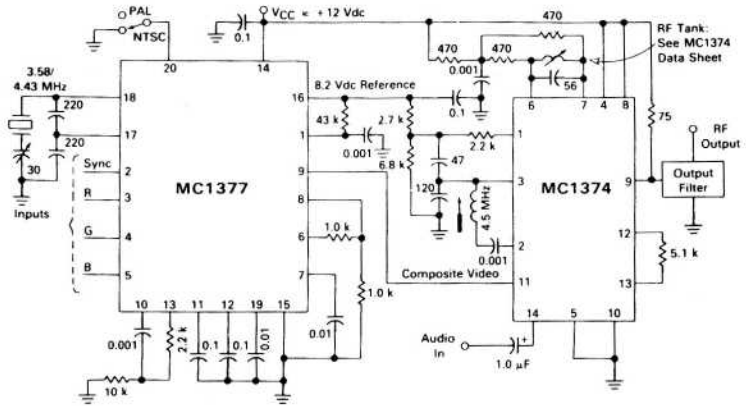 PAL
NTSC
0.1
VCC = +12 Vdc
470
RF Tank:
See MC1374
Data Sheet
20
14
3.58/
4.43 MHz
220
220
30
18
17
Sync
2
R
3
G
4
B
5
Inputs
MC1377
16
1
9
8
6
7
8.2 Vdc Reference
43 k
0.001
470
470
0.001
0.1
56
6
7
4
8
2.7 k
2.2 k
6.8 k
47
120
4.5 MHz
0.001
1
3
2
11
MC1374
9
12
13
75
RF
Output
Output
Filter
5.1 k
1.0 k
1.0 k
Composite Video
0.01
10
13
11
12
19
15
0.001
2.2 k
0.1
0.1
0.01
10 k
14
5
10
Audio
In
+
1.0 μF